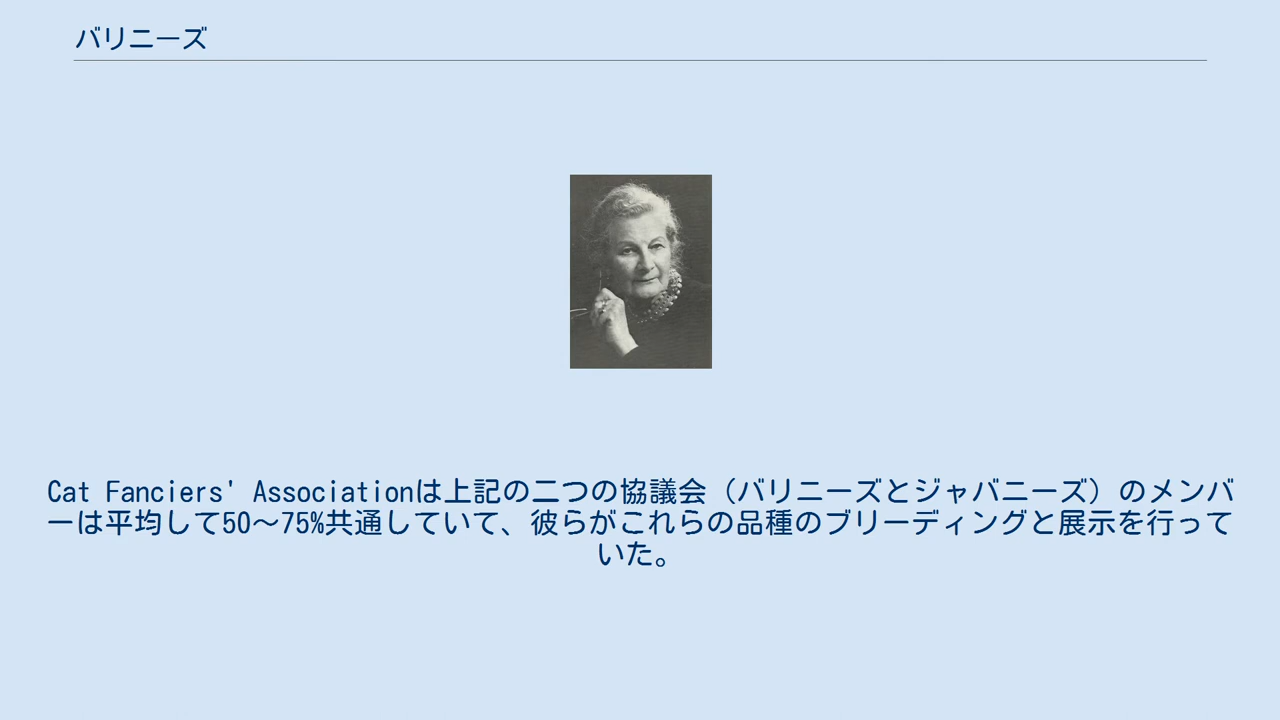 バリニーズ
Cat Fanciers' Associationは上記の二つの協議会（バリニーズとジャバニーズ）のメンバ
ーは平均して50～75%共通していて、彼らがこれらの品種のブリーディングと展示を行って
いた。